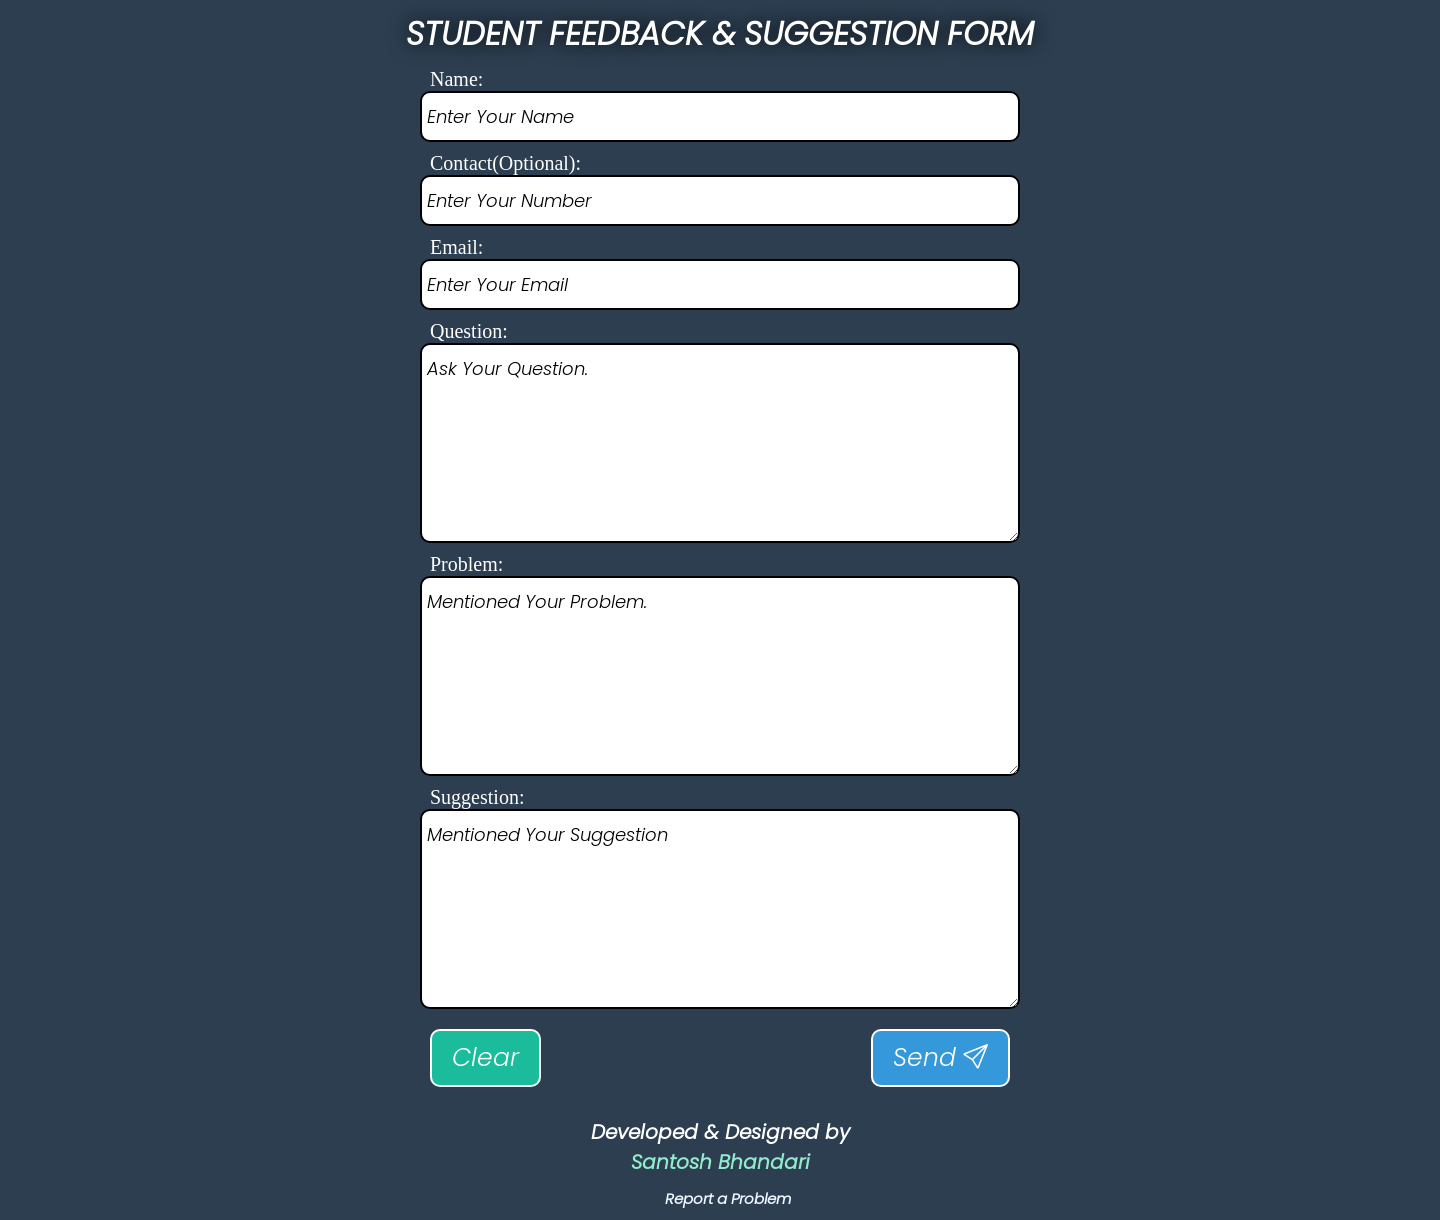 STUDENT FEEDBACK & SUGGESTION FORM
Name:
Enter Your Name
Contact(Optional):
Enter Your Number
Email:
Enter Your Email
Question:
Ask Your Question.
Problem:
Mentioned Your Problem.
Suggestion:
Mentioned Your Suggestion
Clear
Send
Developed & Designed by
Santosh Bhandari
Report a Problem